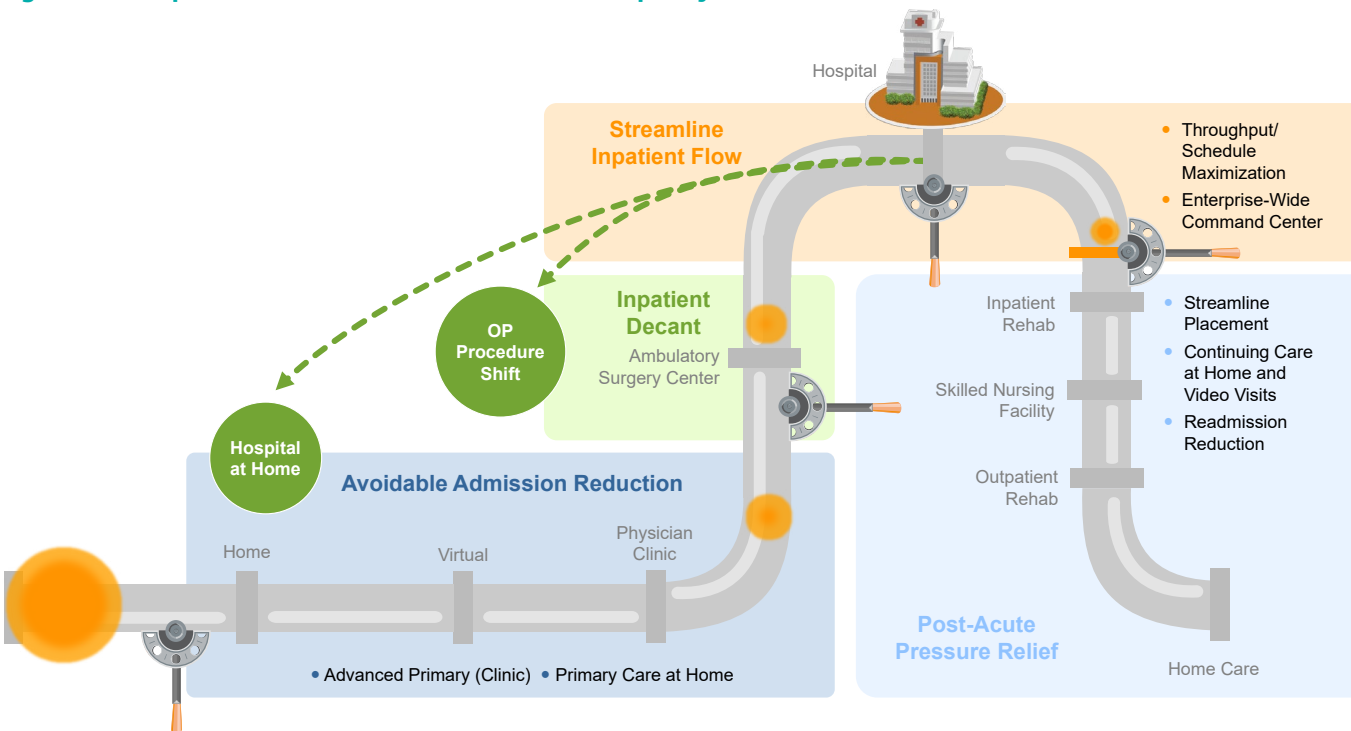 Hospital
Streamline
Inpatient Flow
• Throughput/
Schedule
Maximization
• Enterprise-Wide
Command Center
Inpatient
Decant
Ambulatory
Surgery Center
OP
Procedure
Shift
Hospital
at Home
Avoidable Admission Reduction
Home
Virtual
Physician
Clinic
• Advanced Primary (Clinic) • Primary Care at Home
Inpatient
Rehab
Skilled Nursing
Facility
Outpatient
Rehab
• Streamline
Placement
• Continuing Care
at Home and
Video Visits
• Readmission
Reduction
Post-Acute
Pressure Relief
Home Care